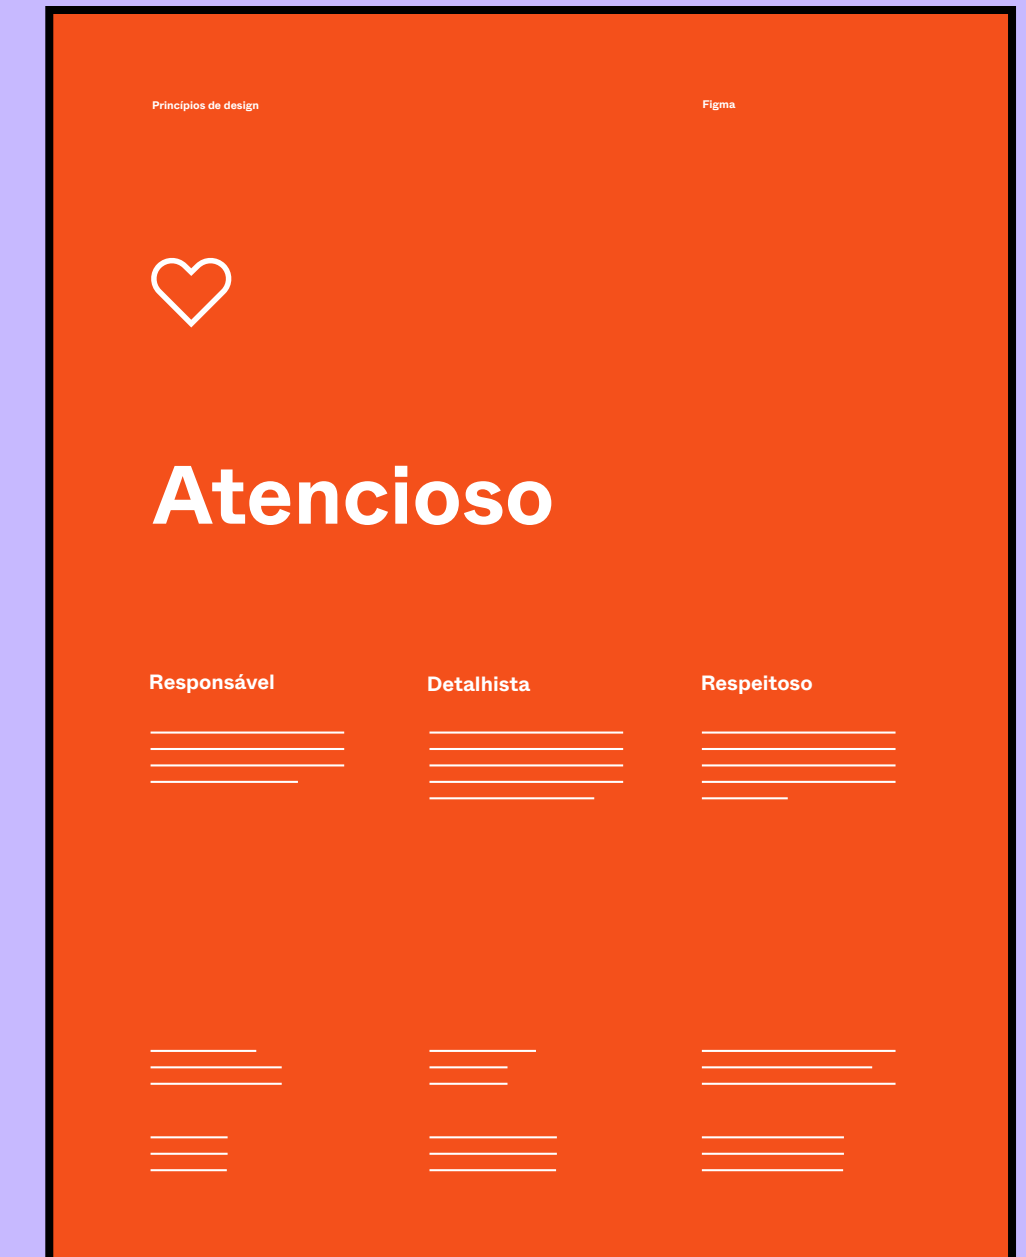 Princípios de design
Figma
Atencioso
Responsável
Detalhista
Respeitoso